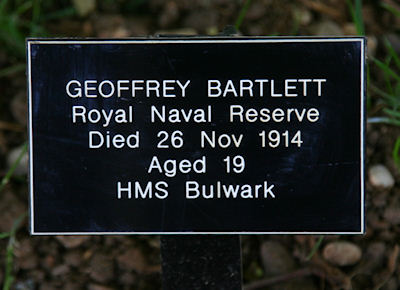 GEOFFREY BARTLETT
Royal Naval Reserve
Died 26 Nov 1914
Aged 19
HMS Bulwark